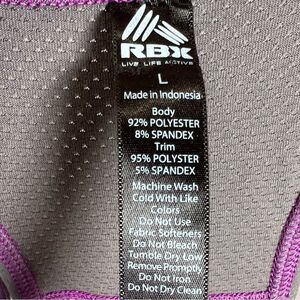 RBX
LIVE LIFE ACTIVE
L
Made in Indonesia
Body
92% POLYESTER
8% SPANDEX
Trim
95% POLYSTER
5% SPANDEX
Machine Wash
Cold With Like
Colors
Do Not Use
Fabric Softeners
Do Not Bleach
Tumble Dry Low
Remove Promptly
Do Not Iron
Do Not Dry Clean